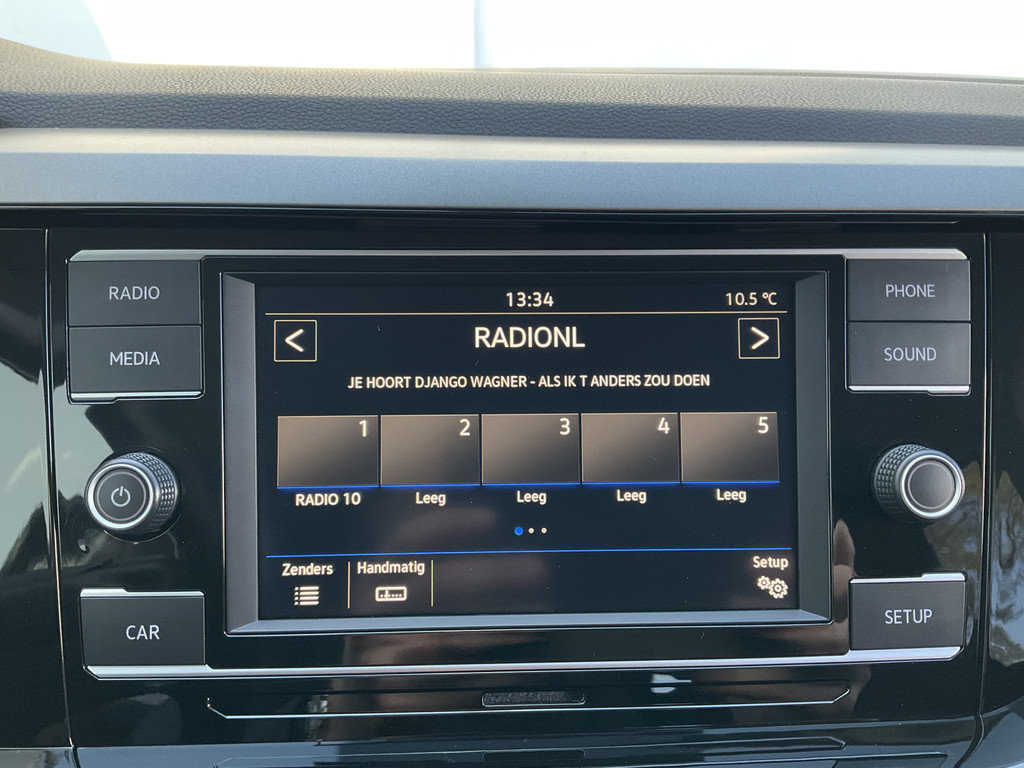 13:34 10.5 °C
RADIO
PHONE
< RADIONL >
MEDIA
SOUND
JE HOORT DJANGO WAGNER - ALS IK T ANDERS ZOU DOEN
1 2 3 4 5
RADIO 10 Leeg Leeg Leeg Leeg
Zenders Handmatig Setup
CAR
SETUP